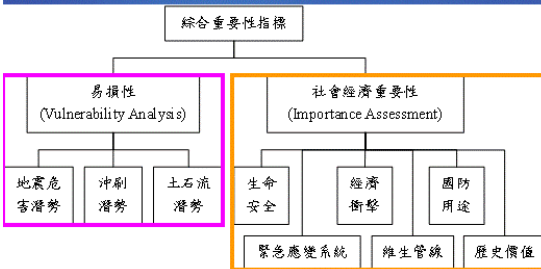 綜合重要性指標
易損性
(Vulnerability Analysis)
社會經濟重要性
(Importance Assessment)
地震危
害潛勢
沖刷
潛勢
土石流
潛勢
生命
安全
經濟
衝擊
國防
用途
緊急應變系統
維生管線
歷史價值